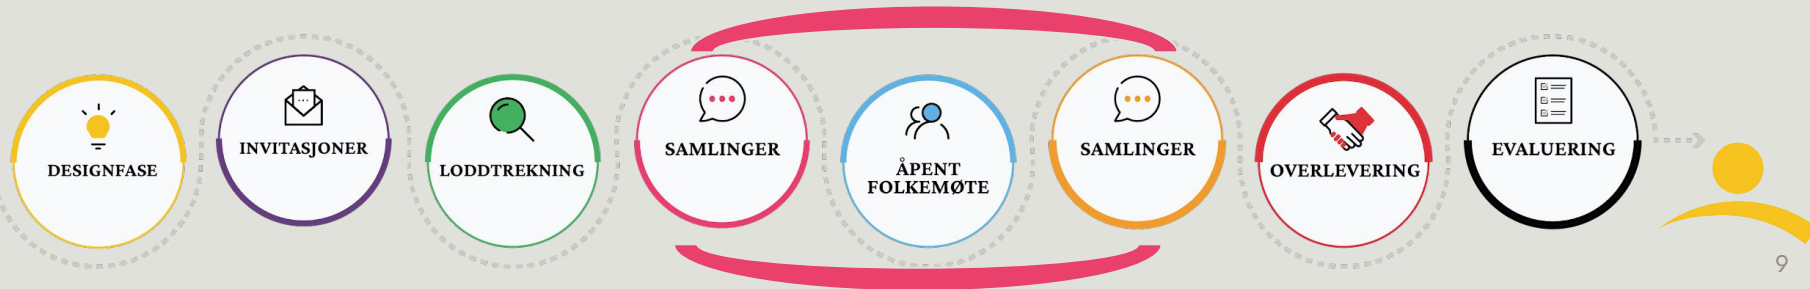 DESIGNFASE
INVITASJONER
LODDTREKNING
SAMLINGER
ÅPENT
FOLKEMØTE
SAMLINGER
OVERLEVERING
EVALUERING
9